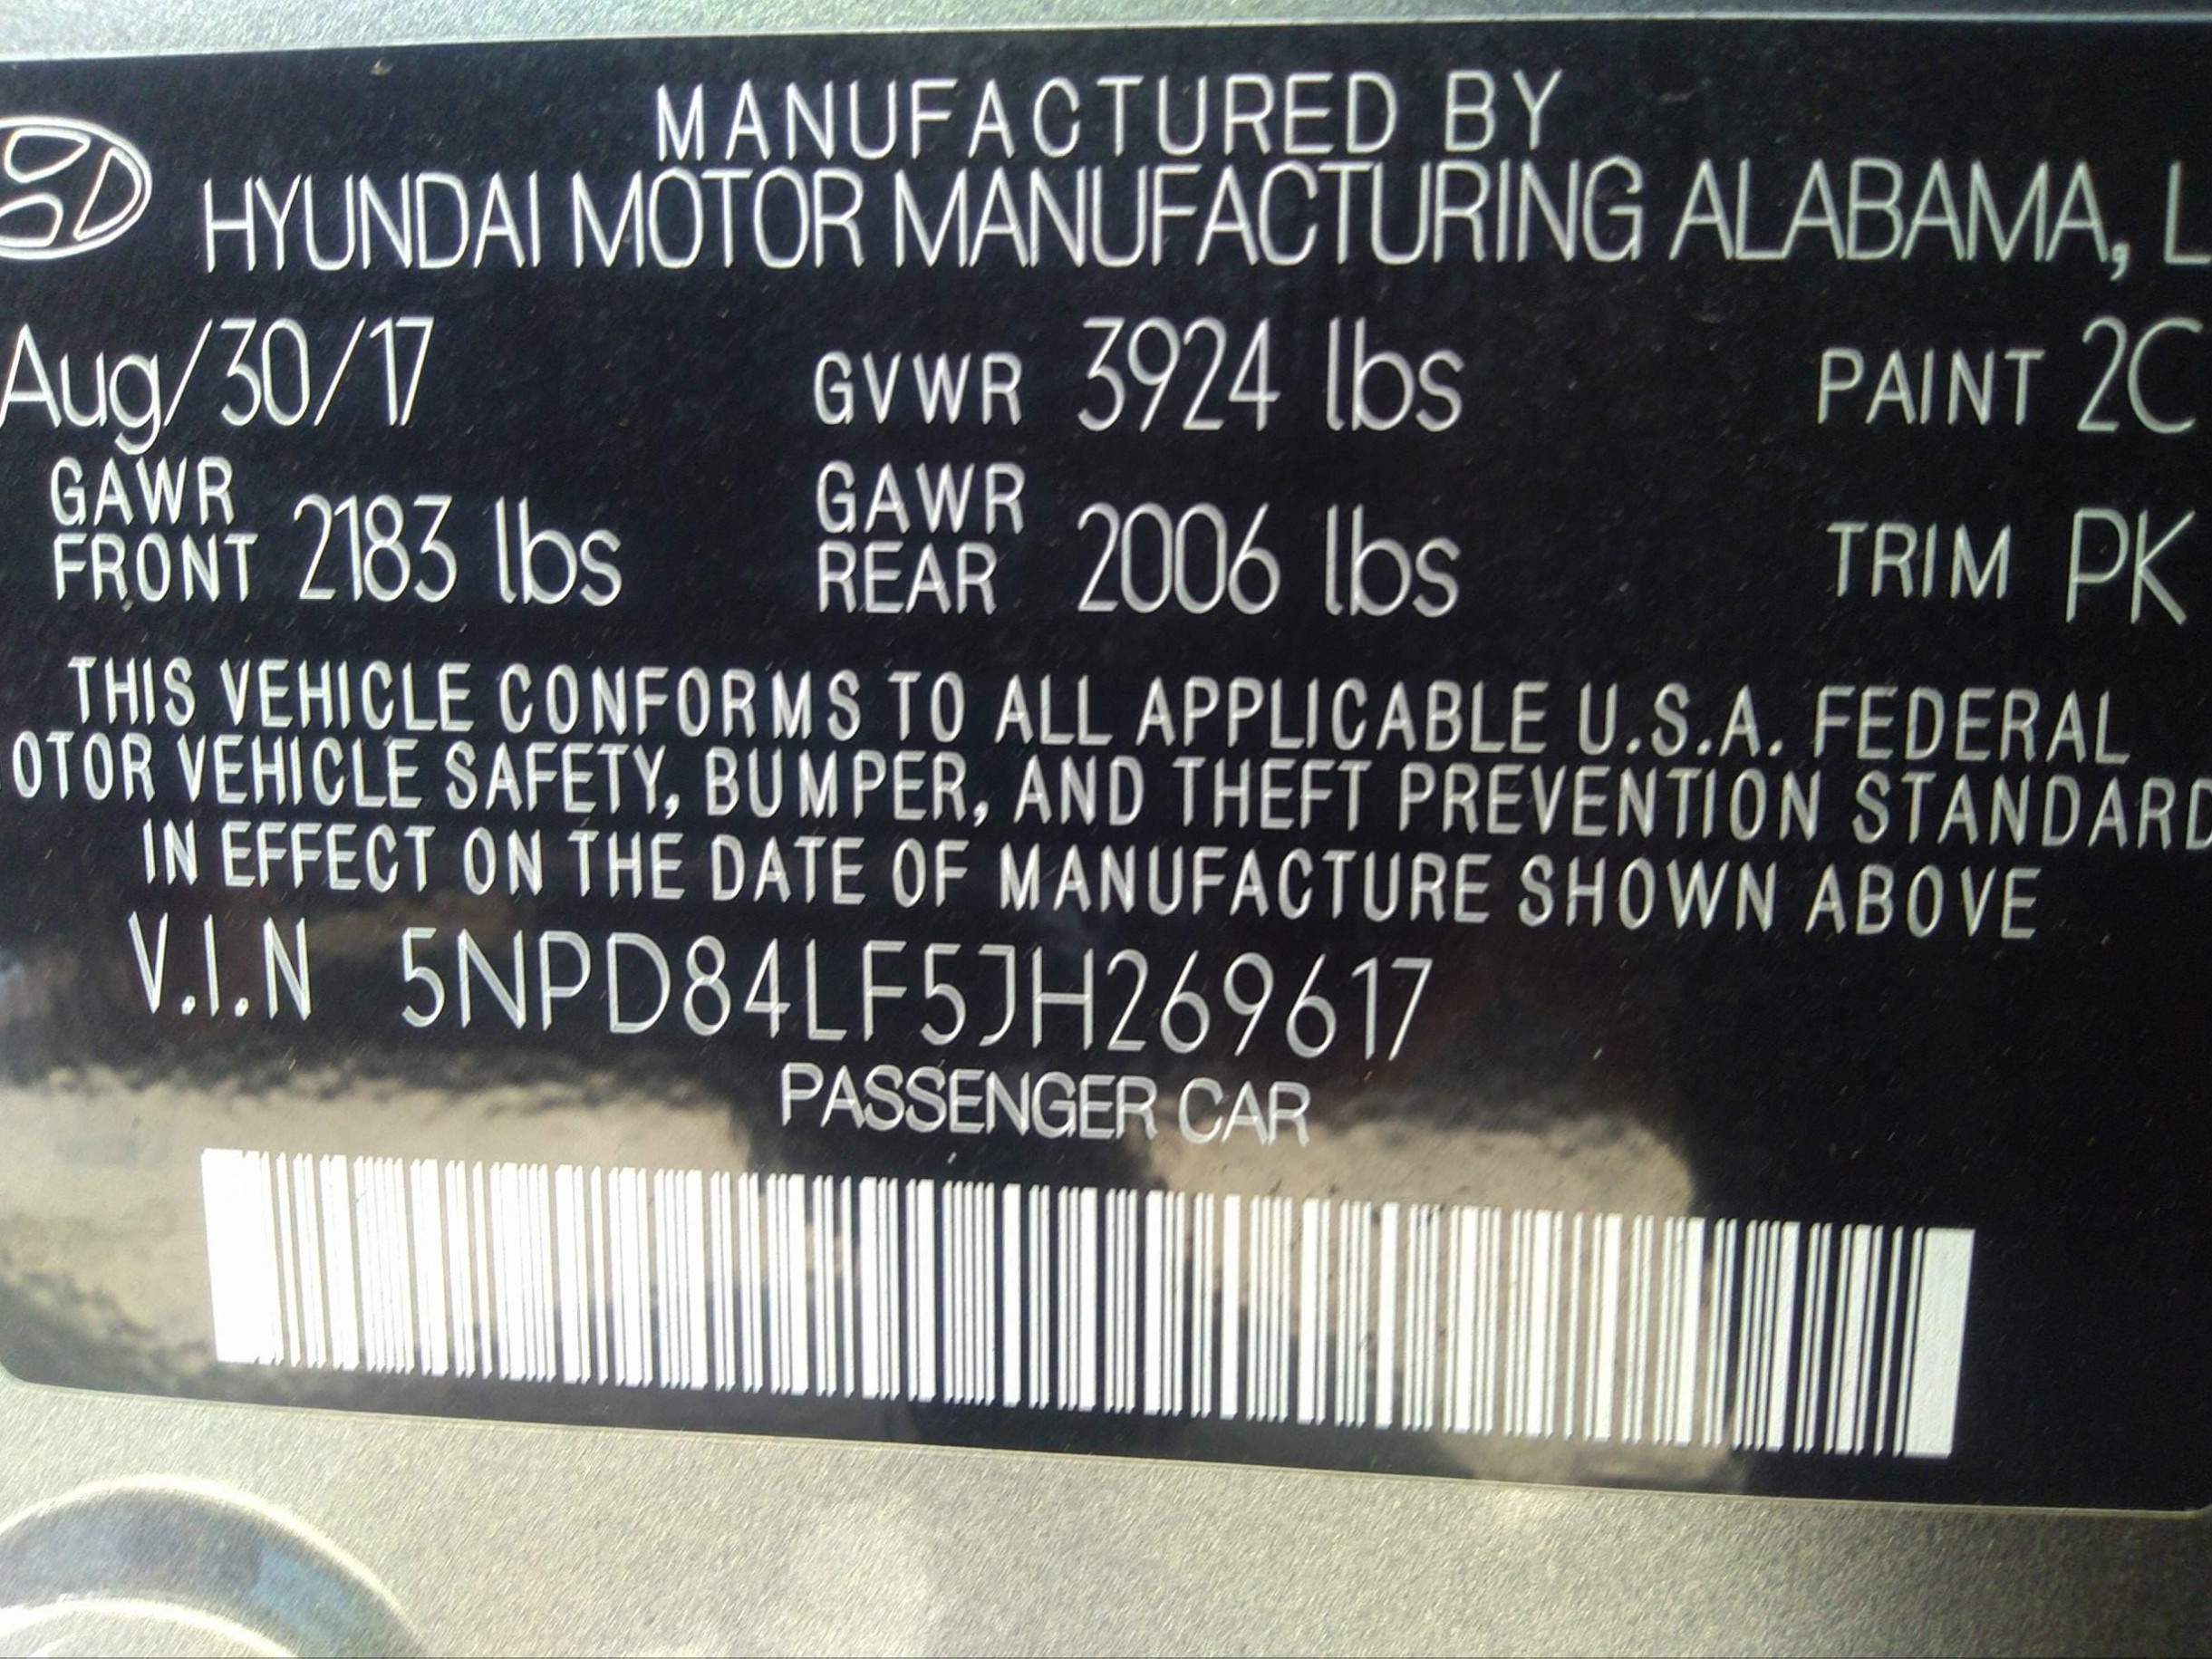 MANUFACTURED BY
HYUNDAI MOTOR MANUFACTURING ALABAMA, L
Aug/30/17 GVWR 3924 lbs PAINT 2C
GAWR FRONT 2183 lbs GAWR REAR 2006 lbs TRIM PK
THIS VEHICLE CONFORMS TO ALL APPLICABLE U.S.A. FEDERAL
OTOR VEHICLE SAFETY, BUMPER, AND THEFT PREVENTION STANDARD
IN EFFECT ON THE DATE OF MANUFACTURE SHOWN ABOVE
V.I.N 5NPD84LF5JH269617
PASSENGER CAR